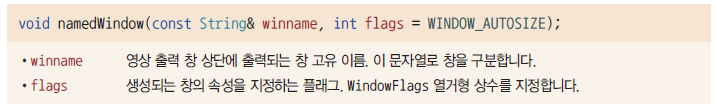 void namedWindow(const String& winname, int flags = WINDOW_AUTOSIZE);
• winname 영상 출력 창 상단에 출력되는 창 고유 이름. 이 문자열로 창을 구분합니다.
• flags 생성되는 창의 속성을 지정하는 플래그. WindowFlags 열거형 상수를 지정합니다.